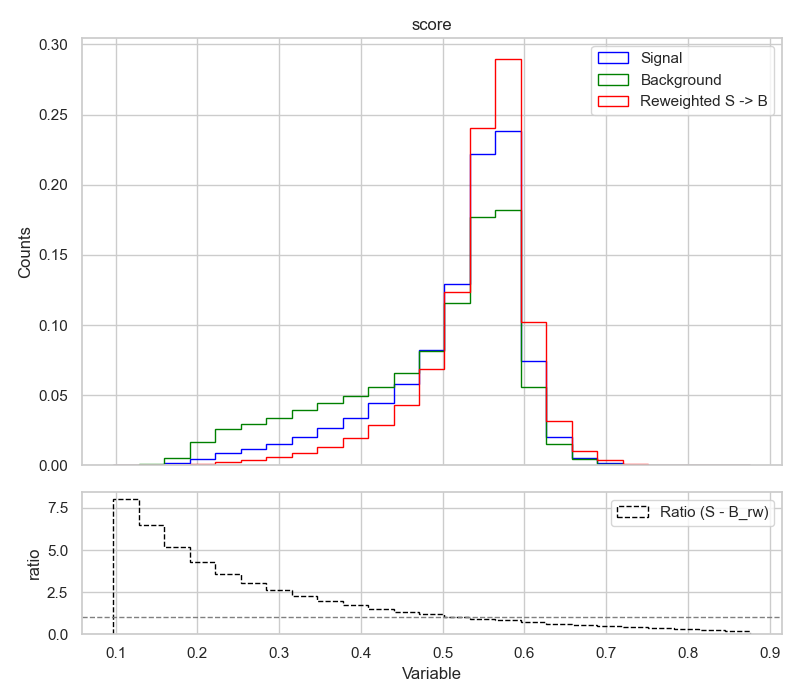 score
0.30
0.25
0.20
0.15
0.10
0.05
0.00
Counts
Signal
Background
Reweighted S -> B
7.5
5.0
2.5
0.0
ratio
Ratio (S - B_rw)
0.1 0.2 0.3 0.4 0.5 0.6 0.7 0.8 0.9
Variable